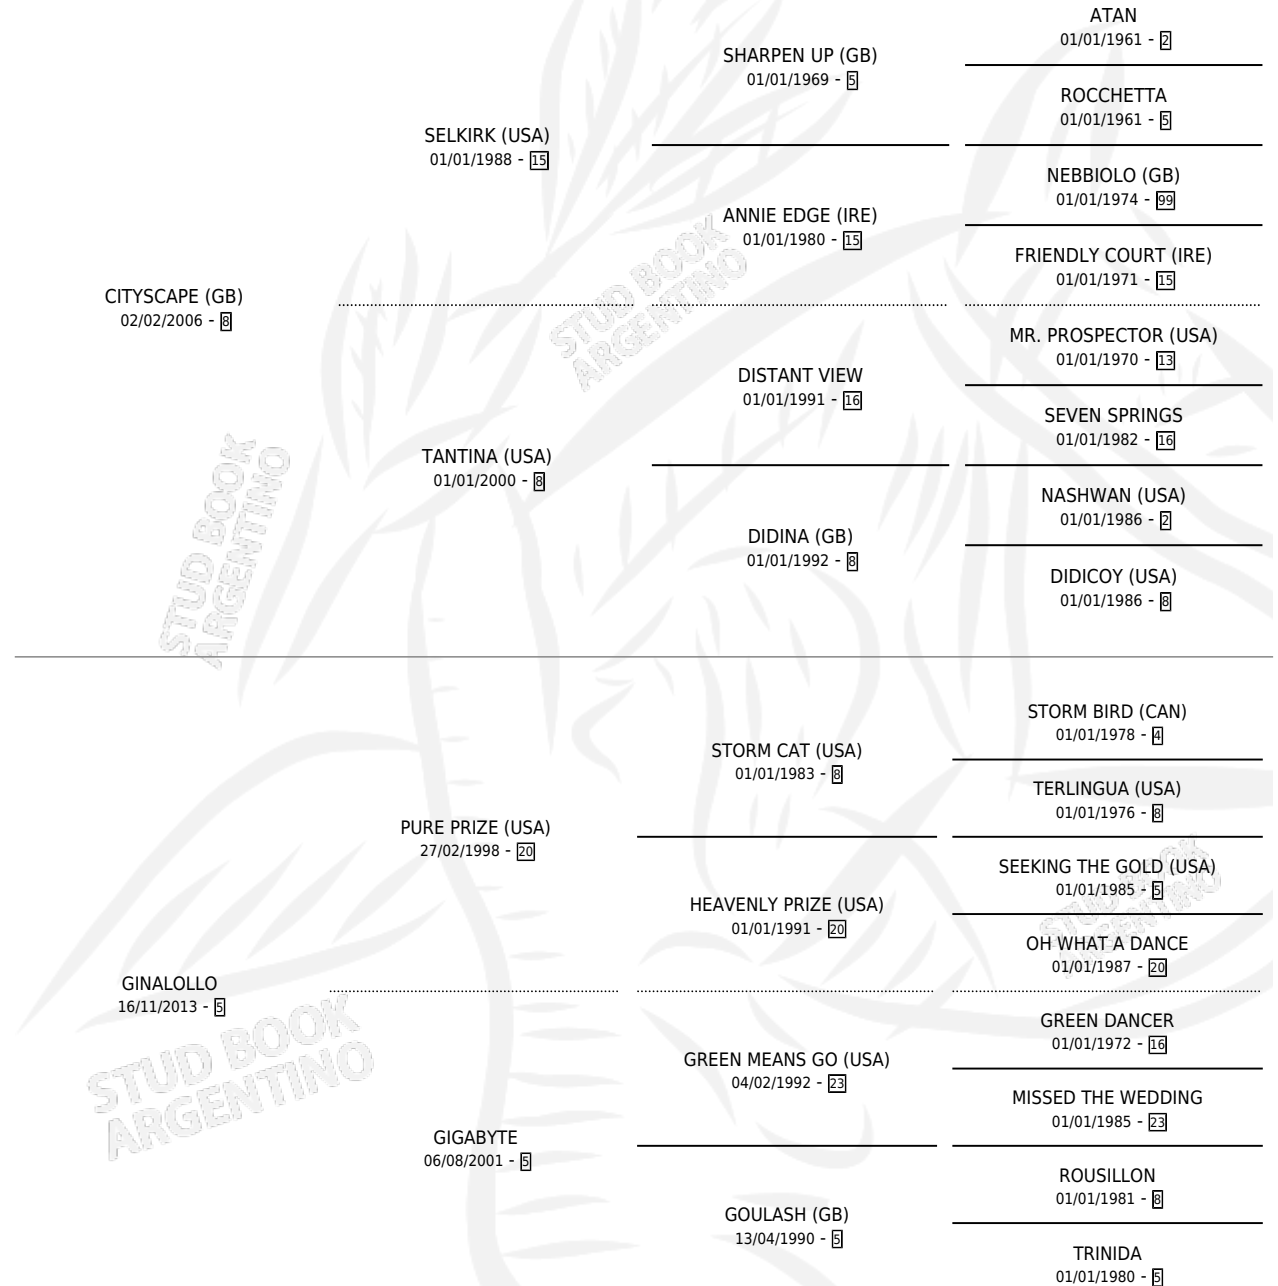 ATAN
01/01/1961 - 2
SHARPEN UP (GB)
01/01/1969 - 5
ROCCHETTA
01/01/1961 - 5
SELKIRK (USA)
01/01/1988 - 15
NEBBIOLO (GB)
01/01/1974 - 99
ANNIE EDGE (IRE)
01/01/1980 - 15
FRIENDLY COURT (IRE)
01/01/1971 - 15
CITYSCAPE (GB)
02/02/2006 - 8
STUD BOOK
ARGENTINO
MR. PROSPECTOR (USA)
01/01/1970 - 13
DISTANT VIEW
01/01/1991 - 16
SEVEN SPRINGS
01/01/1982 - 16
TANTINA (USA)
01/01/2000 - 8
NASHWAN (USA)
01/01/1986 - 2
DIDINA (GB)
01/01/1992 - 8
DIDICOY (USA)
01/01/1986 - 8
STUD BOOK
ARGENTINO
STORM BIRD (CAN)
01/01/1978 - 4
STORM CAT (USA)
01/01/1983 - 8
TERLINGUA (USA)
01/01/1976 - 8
PURE PRIZE (USA)
27/02/1998 - 20
SEEKING THE GOLD (USA)
01/01/1985 - 5
HEAVENLY PRIZE (USA)
01/01/1991 - 20
STUD BOOK
ARGENTINO
OH WHAT A DANCE
01/01/1987 - 20
GINALOLLO
16/11/2013 - 5
STUD BOOK
ARGENTINO
GREEN DANCER
01/01/1972 - 16
GREEN MEANS GO (USA)
04/02/1992 - 23
MISSED THE WEDDING
01/01/1985 - 23
GIGABYTE
06/08/2001 - 5
ROUSILLON
01/01/1981 - 8
GOULASH (GB)
13/04/1990 - 5
TRINIDA
01/01/1980 - 5